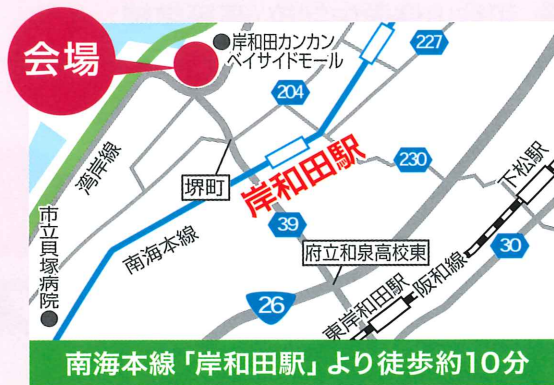 会場
岸和田カンカン
ベイサイドモール
227
204
湾岸線
堺町
岸和田駅
230
下松駅
市立貝塚病院
南海本線
39
府立和泉高校東
26
東岸和田駅
阪和線
30
南海本線「岸和田駅」より徒歩約10分